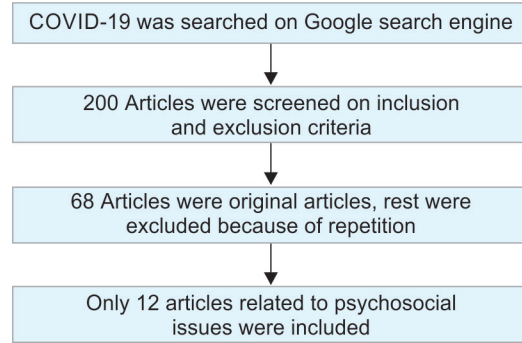 COVID-19 was searched on Google search engine
200 Articles were screened on inclusion
and exclusion criteria
68 Articles were original articles, rest were
excluded because of repetition
Only 12 articles related to psychosocial
issues were included